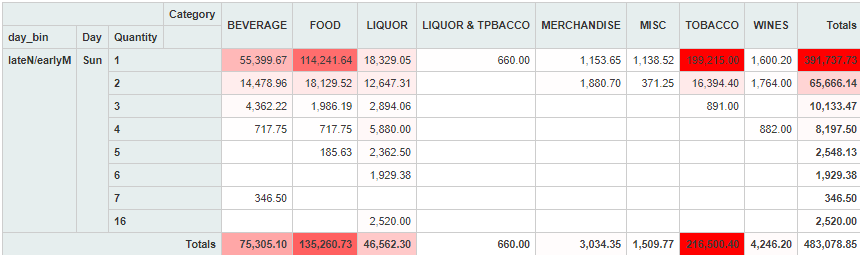 Category BEVERAGE FOOD LIQUOR LIQUOR & TPBACCO MERCHANDISE MISC TOBACCO WINES Totals
day_bin Day Quantity
lateN/earlyM Sun 1 55,399.67 114,241.64 18,329.05 660.00 1,153.65 1,138.52 199,215.00 1,600.20 391,737.73
2 14,478.96 18,129.52 12,647.31 1,880.70 371.25 16,394.40 1,764.00 65,666.14
3 4,362.22 1,986.19 2,894.06 891.00 10,133.47
4 717.75 717.75 5,880.00 882.00 8,197.50
5 185.63 2,362.50 2,548.13
6 1,929.38 1,929.38
7 346.50 346.50
16 2,520.00 2,520.00
Totals 75,305.10 135,260.73 46,562.30 660.00 3,034.35 1,509.77 216,500.40 4,246.20 483,078.85